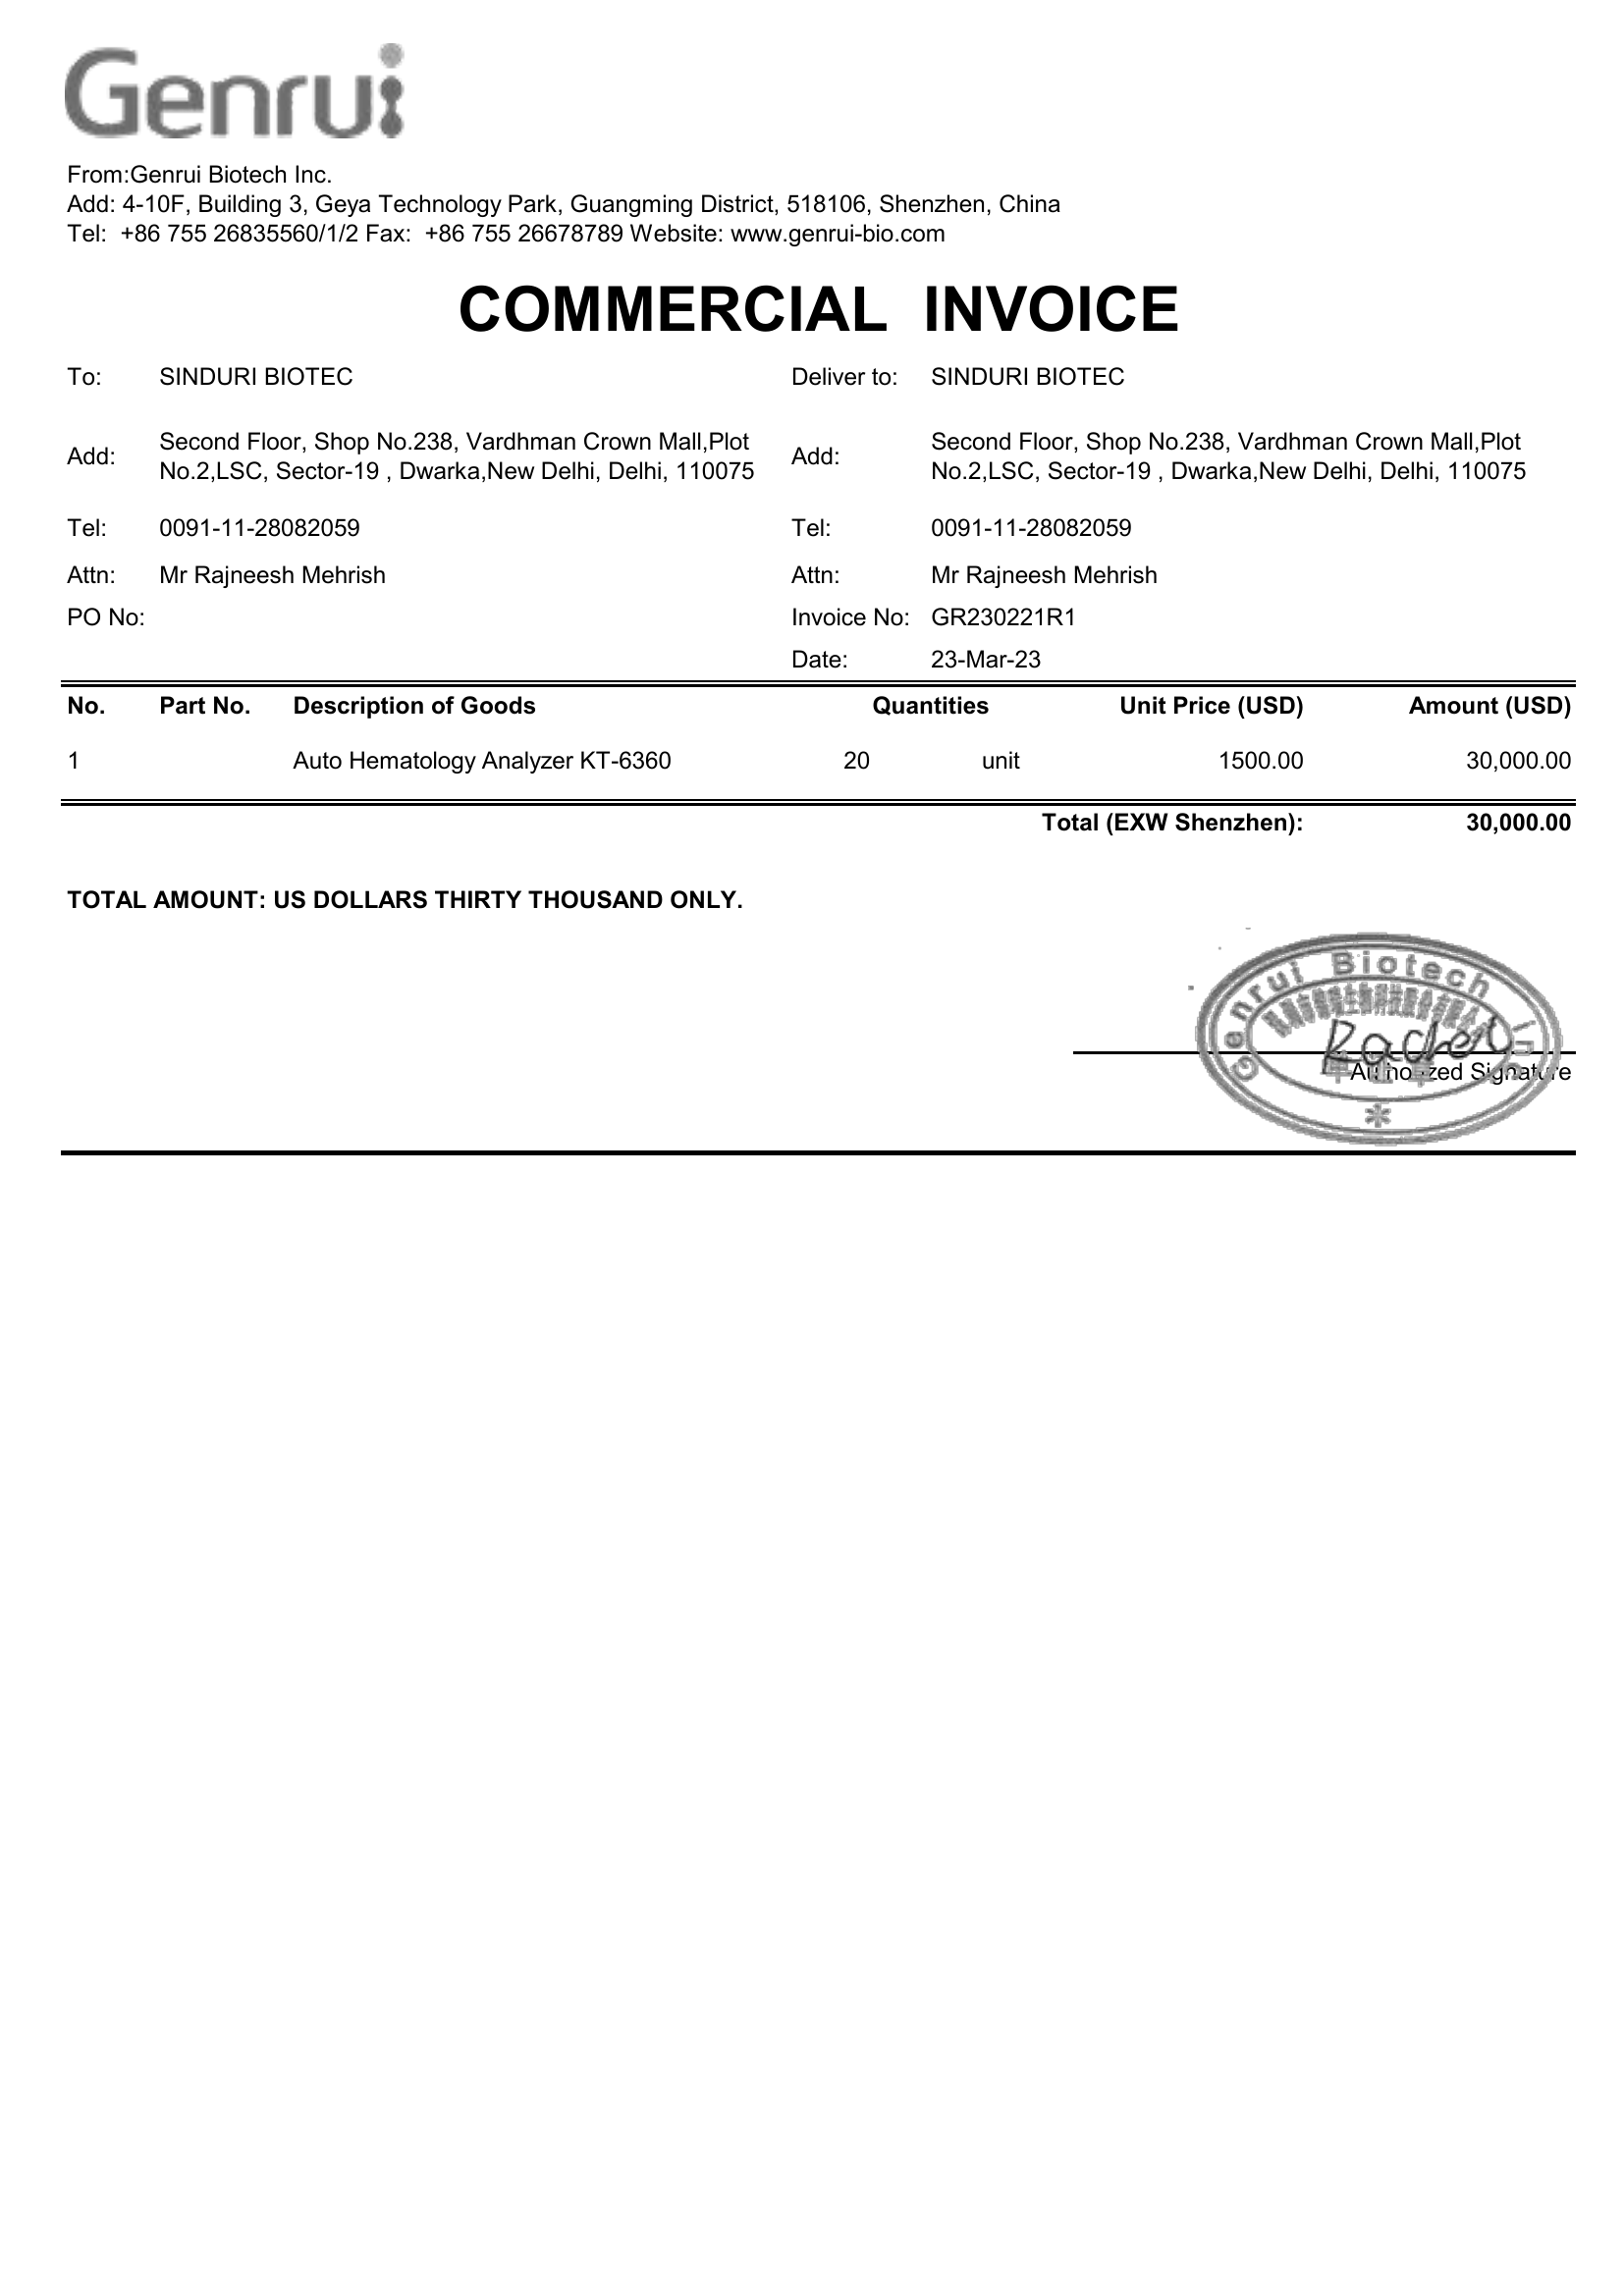 Genrui
From:Genrui Biotech Inc.
Add: 4-10F, Building 3, Geya Technology Park, Guangming District, 518106, Shenzhen, China
Tel: +86 755 26835560/1/2 Fax: +86 755 26678789 Website: www.genrui-bio.com
COMMERCIAL INVOICE
To: SINDURI BIOTEC Deliver to: SINDURI BIOTEC
Add: Second Floor, Shop No.238, Vardhman Crown Mall,Plot Add: Second Floor, Shop No.238, Vardhman Crown Mall,Plot
No.2,LSC, Sector-19 , Dwarka,New Delhi, Delhi, 110075 No.2,LSC, Sector-19 , Dwarka,New Delhi, Delhi, 110075
Tel: 0091-11-28082059 Tel: 0091-11-28082059
Attn: Mr Rajneesh Mehrish Attn: Mr Rajneesh Mehrish
PO No: Invoice No: GR230221R1
Date: 23-Mar-23
No. Part No. Description of Goods Quantities Unit Price (USD) Amount (USD)
1 Auto Hematology Analyzer KT-6360 20 unit 1500.00 30,000.00
Total (EXW Shenzhen): 30,000.00
TOTAL AMOUNT: US DOLLARS THIRTY THOUSAND ONLY.
Genrui Biotech Inc
Rachel
Authorized Signature